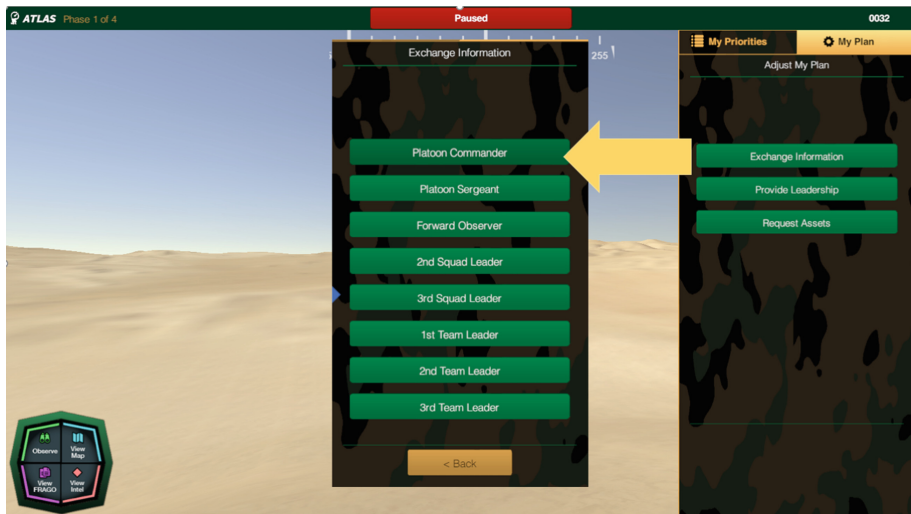 ATLAS Phase 1 of 4
Paused
0032
255
My Priorities
My Plan
Exchange Information
Adjust My Plan
Platoon Commander
Platoon Sergeant
Forward Observer
2nd Squad Leader
3rd Squad Leader
1st Team Leader
2nd Team Leader
3rd Team Leader
< Back
Exchange Information
Provide Leadership
Request Assets
Observe
View
Map
View
FRAGO
View
Intel